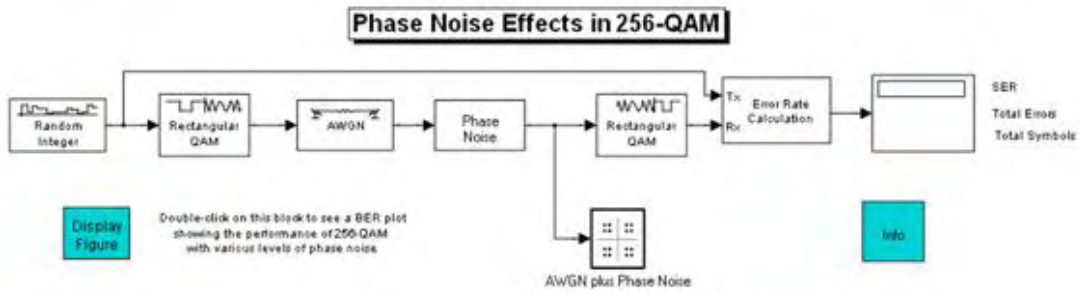 Phase Noise Effects in 256-QAM
Random
Integer
Rectangular
QAM
AWGN
Phase
Noise
Rectangular
QAM
Tx
Rx
Error Rate
Calculation
SER
Total Errors
Total Symbols
Display
Figure
Double-click on this block to see a BER plot
showing the performance of 256-QAM
with various levels of phase noise
AWGN plus Phase Noise
Info